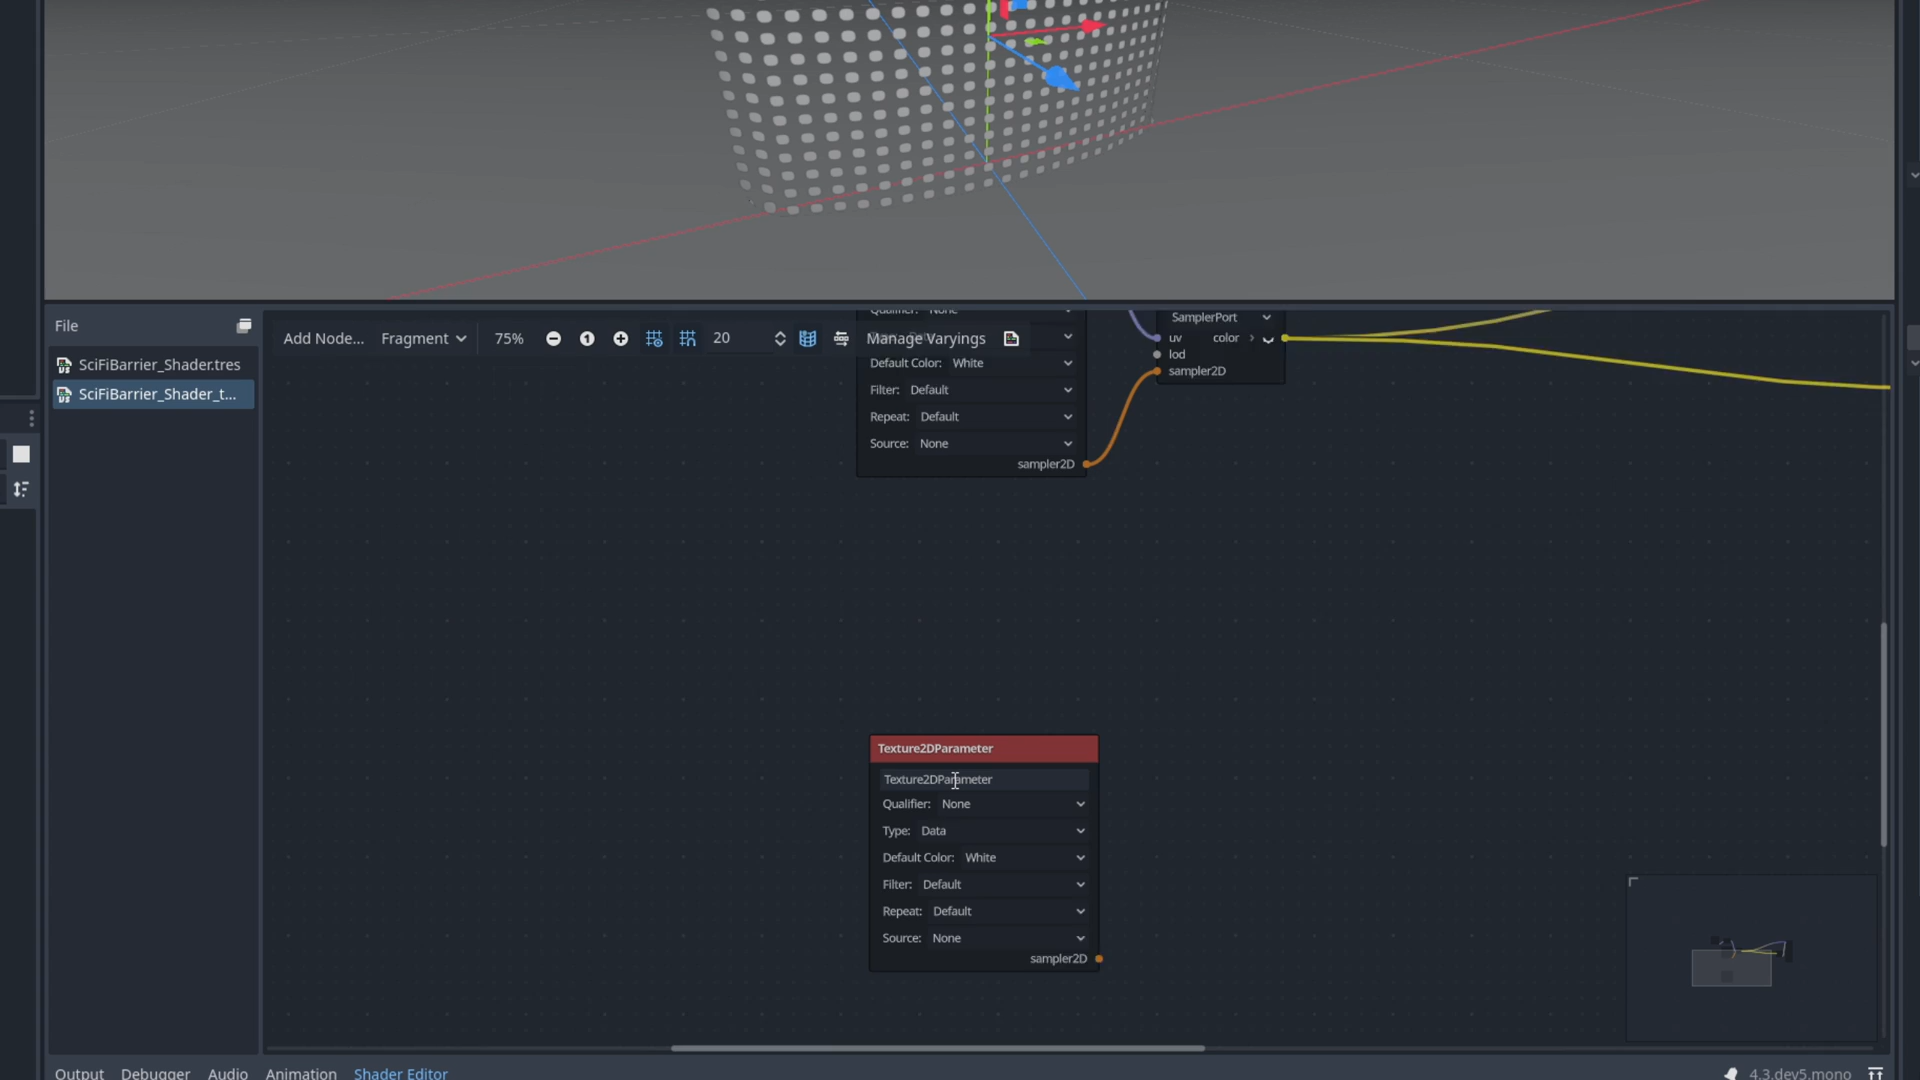 File
SciFiBarrier_Shader.tres
SciFiBarrier_Shader_t...
Add Node...
Fragment
75%
20
Manage Varyings
Default Color: White
Filter: Default
Repeat: Default
Source: None
sampler2D
SamplerPort
uv
color
lod
sampler2D
Texture2DParameter
Texture2DParameter
Qualifier: None
Type: Data
Default Color: White
Filter: Default
Repeat: Default
Source: None
sampler2D
Output
Debugger
Audio
Animation
Shader Editor
4.3.dev5.mono